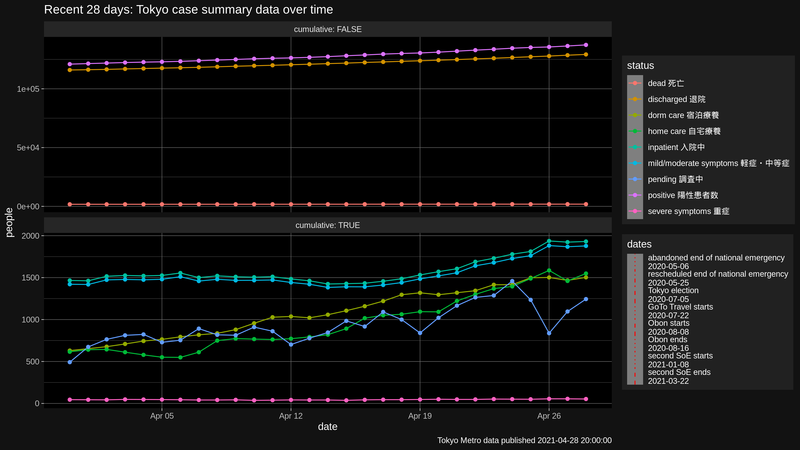 Recent 28 days: Tokyo case summary data over time
cumulative: FALSE
1e+05
5e+04
0e+00
cumulative: TRUE
2000
1500
1000
500
0
people
Apr 05
Apr 12
Apr 19
Apr 26
date
Tokyo Metro data published 2021-04-28 20:00:00
status
dead 死亡
discharged 退院
dorm care 宿泊療養
home care 自宅療養
inpatient 入院中
mild/moderate symptoms 軽症・中等症
pending 調査中
positive 陽性患者数
severe symptoms 重症
dates
abandoned end of national emergency
2020-05-06
rescheduled end of national emergency
2020-05-25
Tokyo election
2020-07-05
GoTo Travel starts
2020-07-22
Obon starts
2020-08-08
Obon ends
2020-08-16
second SoE starts
2021-01-08
second SoE ends
2021-03-22